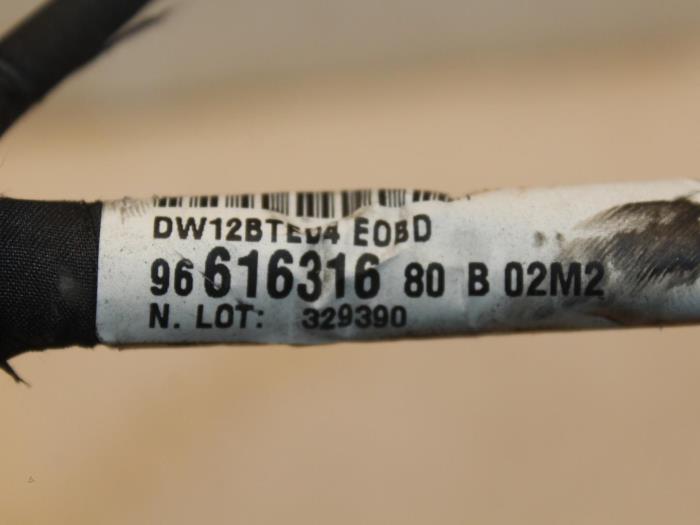 DW12BTED4 EOBD
96 616316 80 B 02M2
N. LOT: 329390